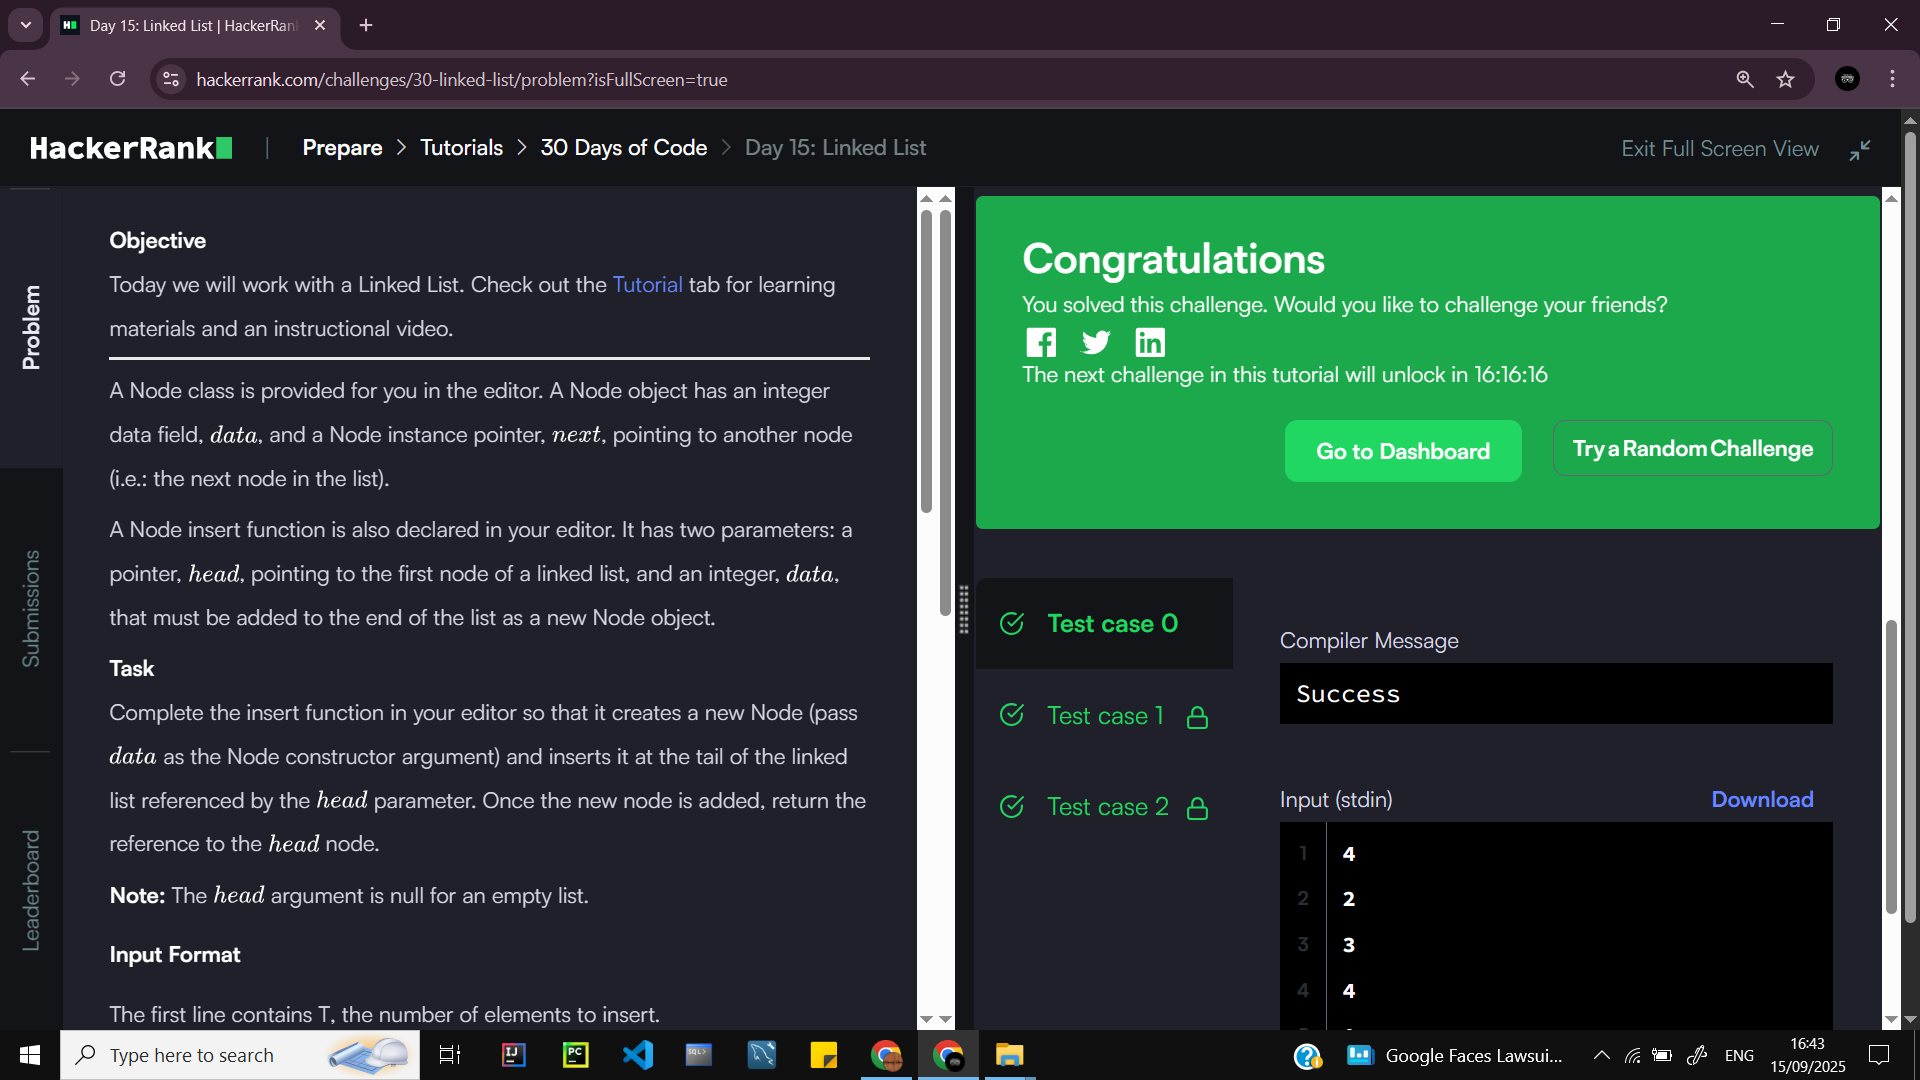 Day 15: Linked List | HackerRan
hackerrank.com/challenges/30-linked-list/problem?isFullScreen=true
HackerRank | Prepare > Tutorials > 30 Days of Code > Day 15: Linked List
Exit Full Screen View
Problem
Submissions
Leaderboard
Objective
Today we will work with a Linked List. Check out the Tutorial tab for learning
materials and an instructional video.
A Node class is provided for you in the editor. A Node object has an integer
data field, data, and a Node instance pointer, next, pointing to another node
(i.e.: the next node in the list).
A Node insert function is also declared in your editor. It has two parameters: a
pointer, head, pointing to the first node of a linked list, and an integer, data,
that must be added to the end of the list as a new Node object.
Task
Complete the insert function in your editor so that it creates a new Node (pass
data as the Node constructor argument) and inserts it at the tail of the linked
list referenced by the head parameter. Once the new node is added, return the
reference to the head node.
Note: The head argument is null for an empty list.
Input Format
The first line contains T, the number of elements to insert.
Congratulations
You solved this challenge. Would you like to challenge your friends?
The next challenge in this tutorial will unlock in 16:16:16
Go to Dashboard
Try a Random Challenge
Test case 0
Test case 1
Test case 2
Compiler Message
Success
Input (stdin)
Download
1 4
2 2
3 3
4 4
Type here to search
Google Faces Lawsui...
ENG
16:43
15/09/2025